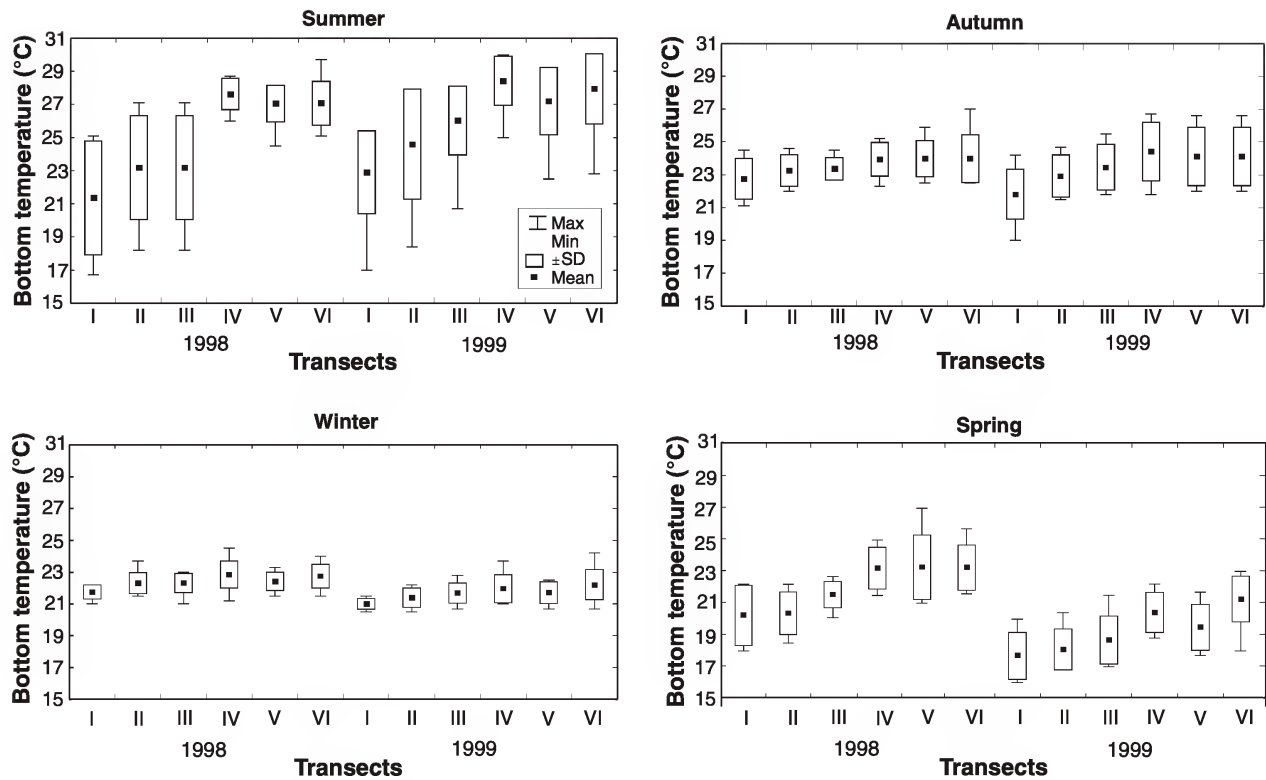 Summer
Bottom temperature (°C)
31
29
27
25
23
21
19
17
15
Max
Min
±SD
Mean
I II III IV V VI I II III IV V VI
1998 1999
Transects
Autumn
Bottom temperature (°C)
31
29
27
25
23
21
19
17
15
I II III IV V VI I II III IV V VI
1998 1999
Transects
Winter
Bottom temperature (°C)
31
29
27
25
23
21
19
17
15
I II III IV V VI I II III IV V VI
1998 1999
Transects
Spring
Bottom temperature (°C)
31
29
27
25
23
21
19
17
15
I II III IV V VI I II III IV V VI
1998 1999
Transects